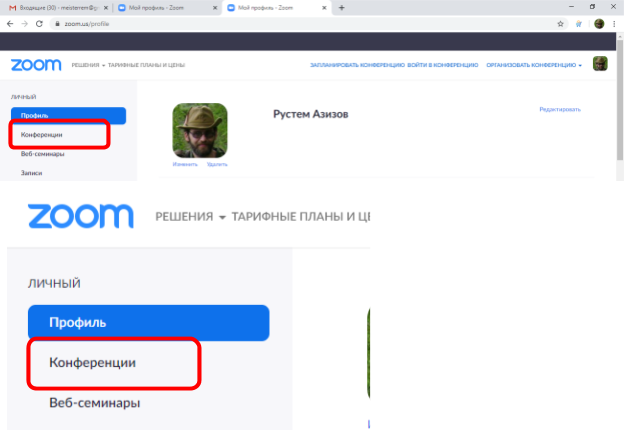 Входящие (30) - meisterrem@gm
Мой профиль - Zoom
Мой профиль - Zoom
zoom.us/profile
zoom РЕШЕНИЯ ТАРИФНЫЕ ПЛАНЫ И ЦЕНЫ ЗАПЛАНИРОВАТЬ КОНФЕРЕНЦИЮ ВОЙТИ В КОНФЕРЕНЦИЮ ОРГАНИЗОВАТЬ КОНФЕРЕНЦИЮ
ЛИЧНЫЙ
Профиль
Конференции
Веб-семинары
Записи
Рустем Азизов
Редактировать
Изменить Удалить
zoom РЕШЕНИЯ ТАРИФНЫЕ ПЛАНЫ И ЦЕ
ЛИЧНЫЙ
Профиль
Конференции
Веб-семинары